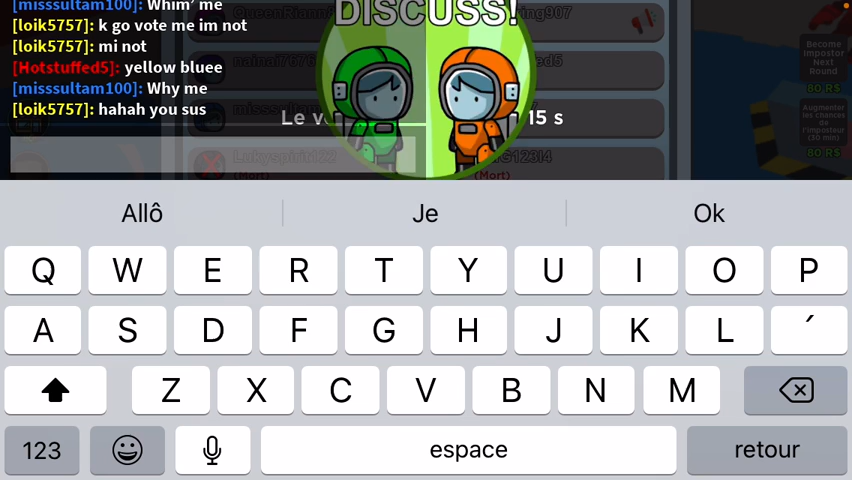 [misssultam100]: Whim' me
[loik5757]: k go vote me im not
[loik5757]: mi not
[Hotstuffed5]: yellow bluee
[misssultam100]: Why me
[loik5757]: hahah you sus
DISCUSS!
15 s
(Mort)
(Mort)
Become
Impostor
Next
Round
80 R$
Augmenter
les chances
de
l'imposteur
(30 min)
80 R$
Allô Je Ok
Q W E R T Y U I O P
A S D F G H J K L ´
Z X C V B N M
123 espace retour